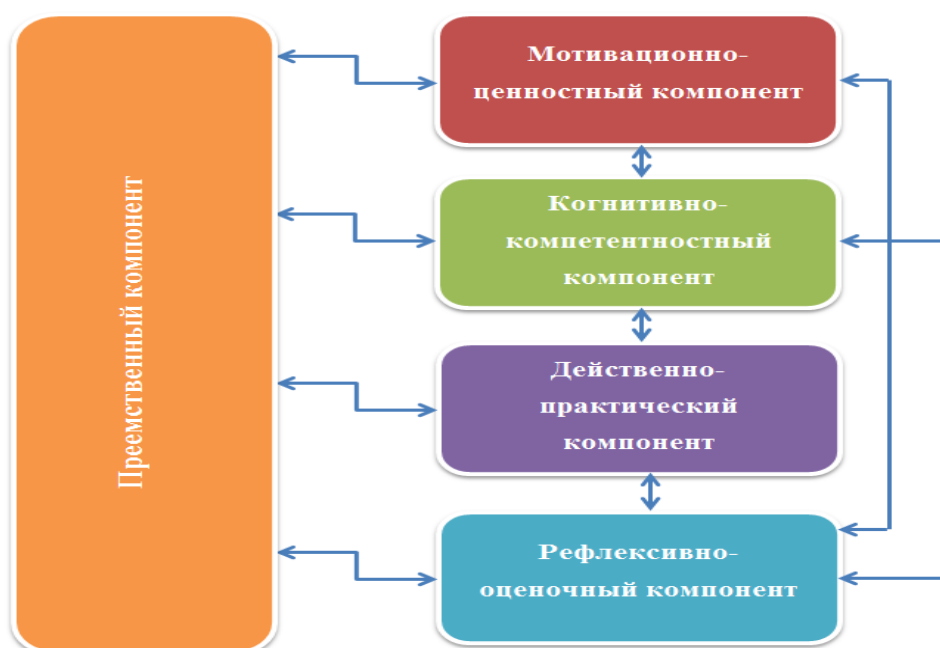 Преемственный компонент
Мотивационно-
ценностный компонент
Когнитивно-
компетентностный
компонент
Действенно-
практический
компонент
Рефлексивно-
оценочный компонент